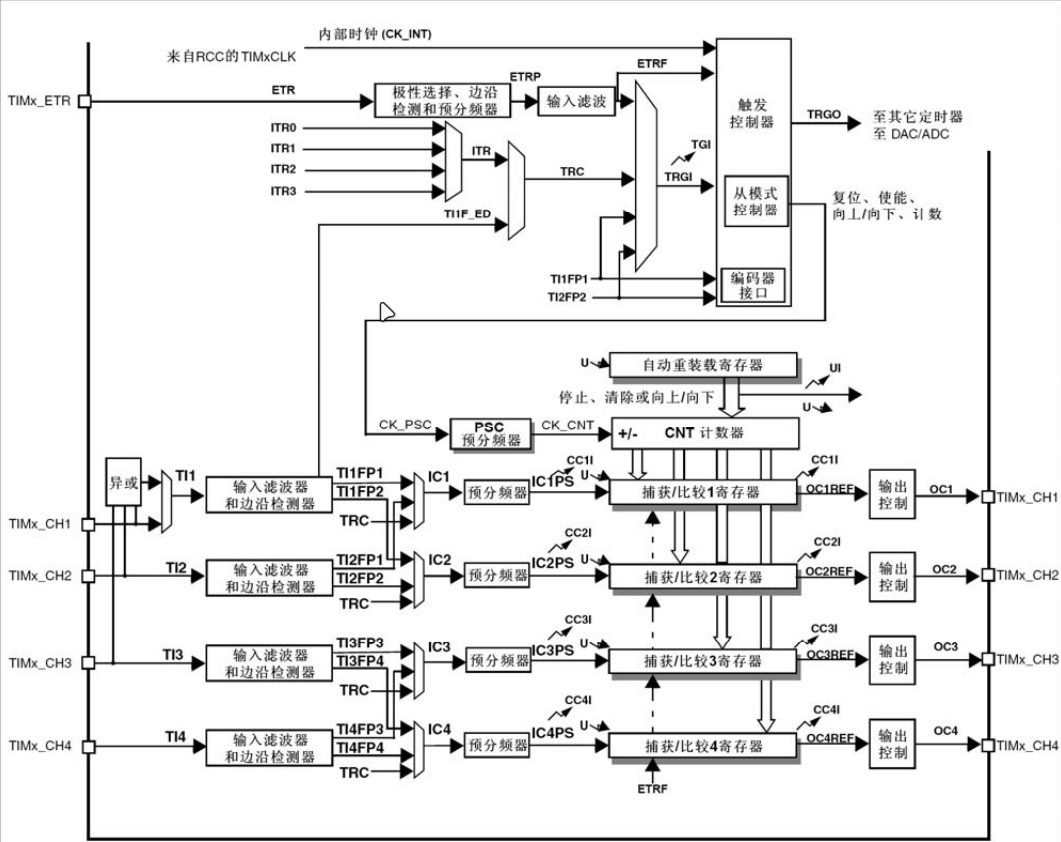 内部时钟 (CK_INT)
来自RCC的TIMxCLK
TIMx_ETR
ETR
极性选择、边沿
检测和预分频器
ETRP
输入滤波
ETRF
触发
控制器
TRGO
至其它定时器
至 DAC/ADC
ITR0
ITR1
ITR2
ITR3
ITR
TRC
TI1F_ED
TGI
TRGI
从模式
控制器
复位、使能、
向上/向下、计数
TI1FP1
TI2FP2
编码器
接口
U
自动重装载寄存器
UI
U
停止、清除或向上/向下
CK_PSC
PSC
预分频器
CK_CNT
+/-
CNT 计数器
异或
TI1
输入滤波器
和边沿检测器
TI1FP1
TI1FP2
TRC
IC1
预分频器
CC1I
U
IC1PS
捕获/比较1寄存器
CC1I
OC1REF
输出
控制
OC1
TIMx_CH1
TIMx_CH1
TIMx_CH2
TI2
输入滤波器
和边沿检测器
TI2FP1
TI2FP2
TRC
IC2
预分频器
CC2I
U
IC2PS
捕获/比较2寄存器
CC2I
OC2REF
输出
控制
OC2
TIMx_CH2
TIMx_CH3
TI3
输入滤波器
和边沿检测器
TI3FP3
TI3FP4
TRC
IC3
预分频器
CC3I
U
IC3PS
捕获/比较3寄存器
CC3I
OC3REF
输出
控制
OC3
TIMx_CH3
TIMx_CH4
TI4
输入滤波器
和边沿检测器
TI4FP3
TI4FP4
TRC
IC4
预分频器
CC4I
U
IC4PS
捕获/比较4寄存器
CC4I
OC4REF
输出
控制
OC4
TIMx_CH4
ETRF